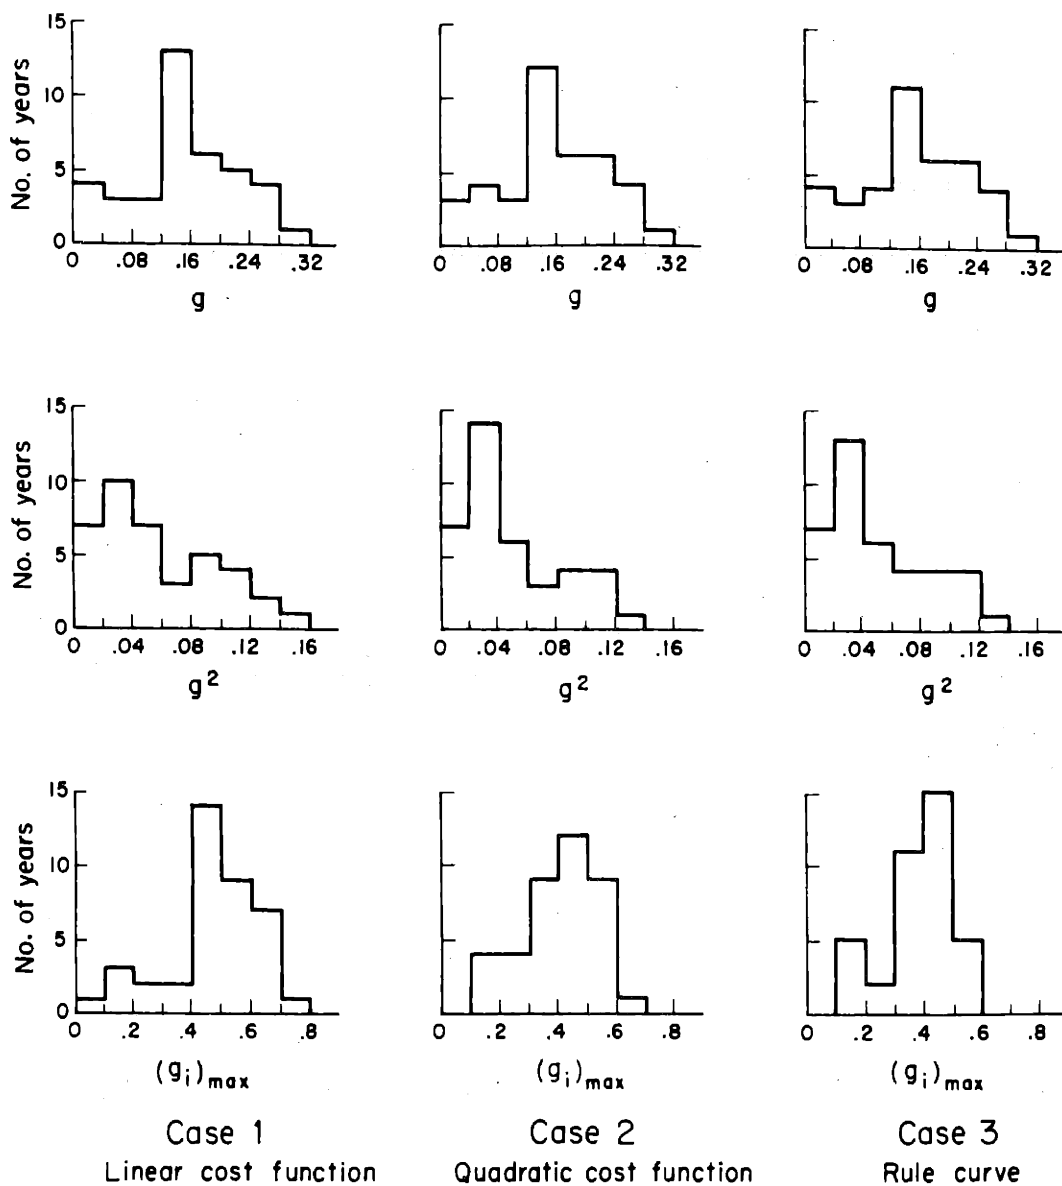 No. of years
15
10
5
0
0 .08 .16 .24 .32
g
0 .08 .16 .24 .32
g
0 .08 .16 .24 .32
g
No. of years
15
10
5
0
0 .04 .08 .12 .16
g²
0 .04 .08 .12 .16
g²
0 .04 .08 .12 .16
g²
No. of years
15
10
5
0
0 .2 .4 .6 .8
(gᵢ)max
0 .2 .4 .6 .8
(gᵢ)max
0 .2 .4 .6 .8
(gᵢ)max
Case 1
Linear cost function
Case 2
Quadratic cost function
Case 3
Rule curve